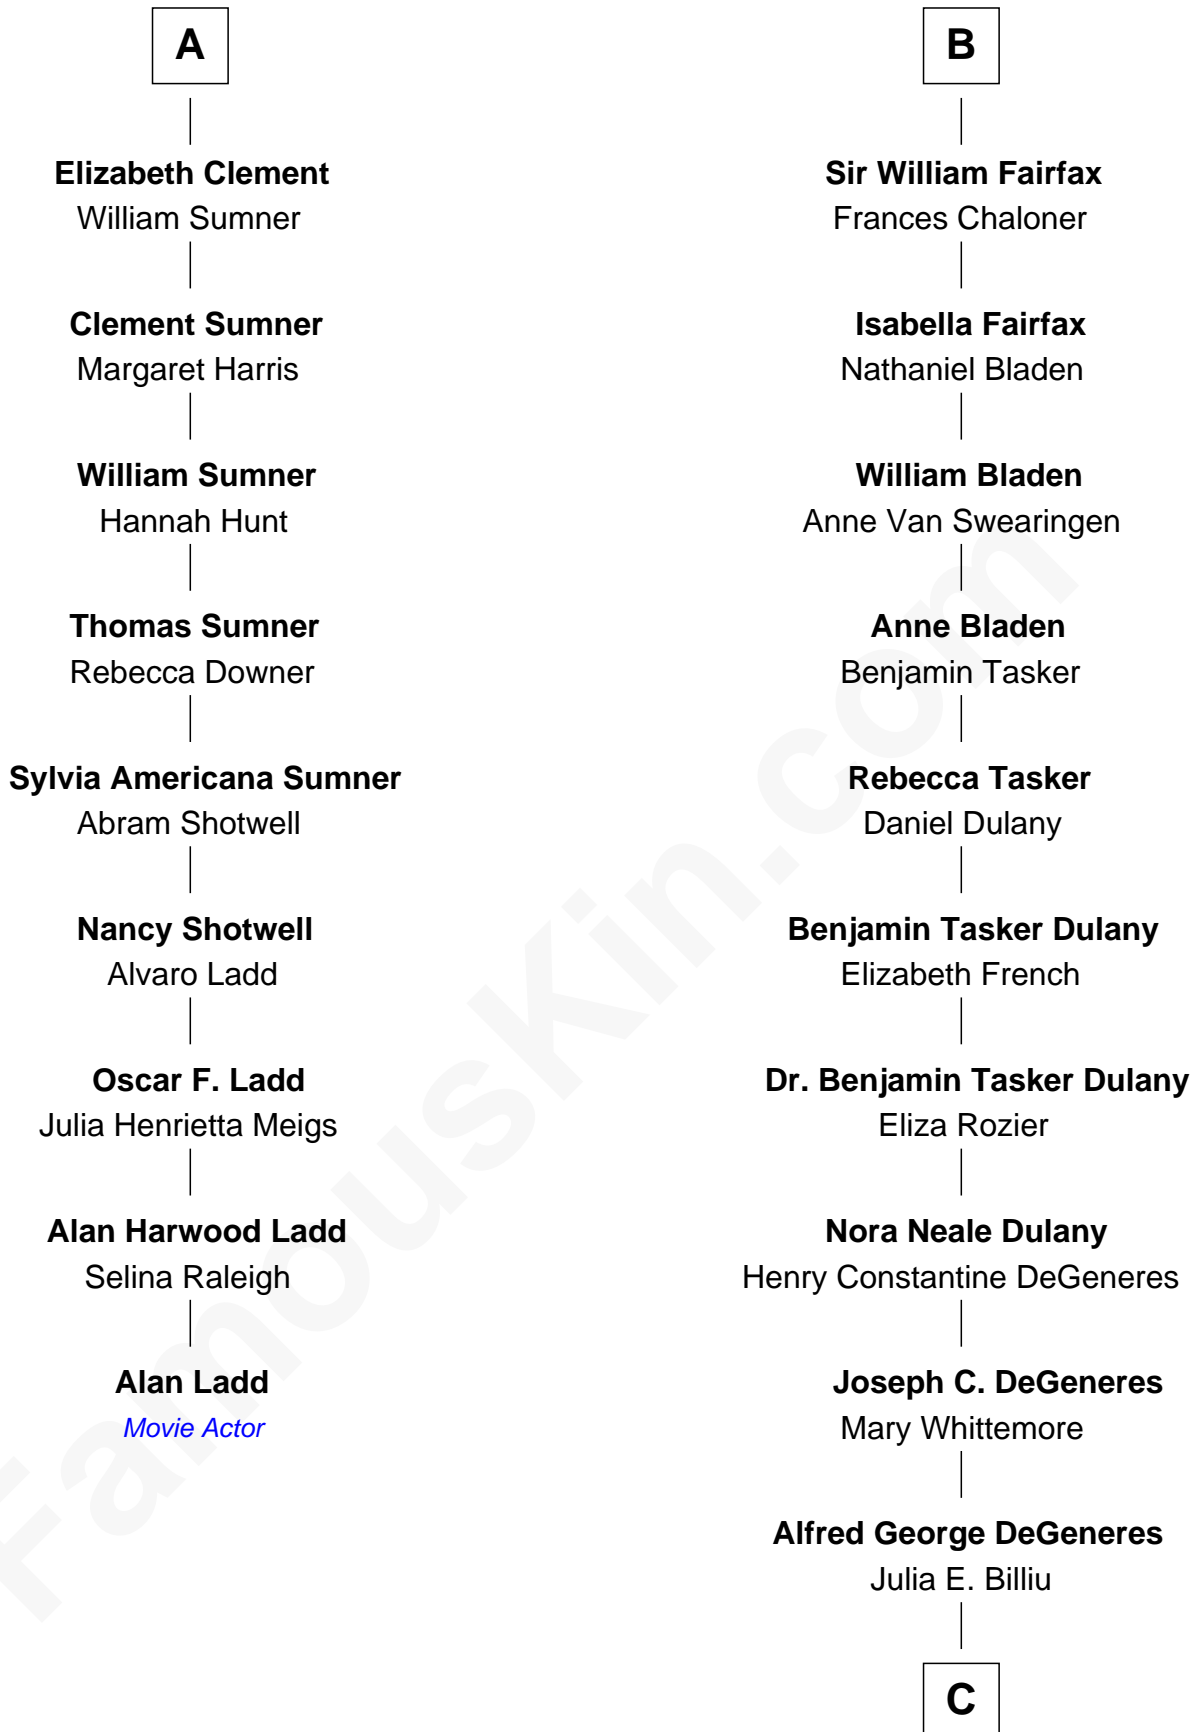 A
Elizabeth Clement
William Sumner
Clement Sumner
Margaret Harris
William Sumner
Hannah Hunt
Thomas Sumner
Rebecca Downer
Sylvia Americana Sumner
Abram Shotwell
Nancy Shotwell
Alvaro Ladd
Oscar F. Ladd
Julia Henrietta Meigs
Alan Harwood Ladd
Selina Raleigh
Alan Ladd
Movie Actor
B
Sir William Fairfax
Frances Chaloner
Isabella Fairfax
Nathaniel Bladen
William Bladen
Anne Van Swearingen
Anne Bladen
Benjamin Tasker
Rebecca Tasker
Daniel Dulany
Benjamin Tasker Dulany
Elizabeth French
Dr. Benjamin Tasker Dulany
Eliza Rozier
Nora Neale Dulany
Henry Constantine DeGeneres
Joseph C. DeGeneres
Mary Whittemore
Alfred George DeGeneres
Julia E. Billiu
C
FamousKin.com